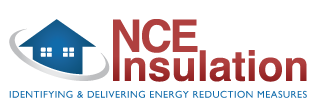 NCE
Insulation
IDENTIFYING & DELIVERING ENERGY REDUCTION MEASURES